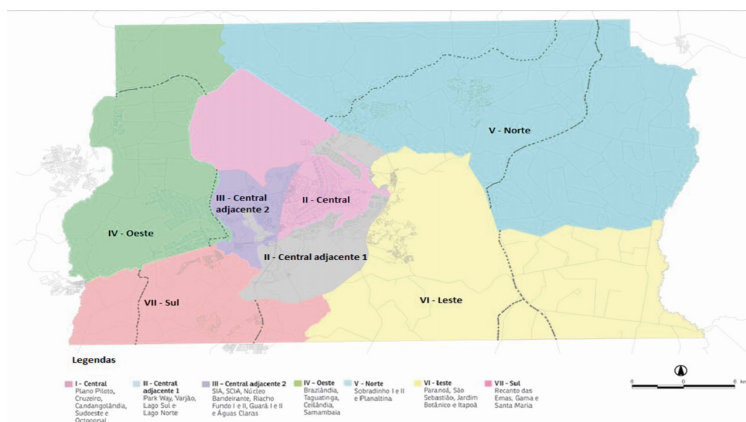 V - Norte
III - Central
adjacente 2
II - Central
IV - Oeste
II - Central adjacente 1
VII - Sul
VI - Leste
Legendas
I - Central
Plano Piloto,
Cruzeiro,
Candangolândia,
Sudoeste e
Octogonal
II - Central
adjacente 1
Park Way, Varjão,
Lago Sul e
Lago Norte
III - Central adjacente 2
SIA, SCIA, Núcleo
Bandeirante, Riacho
Fundo I e II, Guará I e II
e Águas Claras
IV - Oeste
Brazlândia,
Taguatinga,
Ceilândia,
Samambaia
V - Norte
Sobradinho I e II
e Planaltina
VI - Leste
Paranoá, São
Sebastião, Jardim
Botânico e Itapoã
VII - Sul
Recanto das
Emas, Gama e
Santa Maria
0